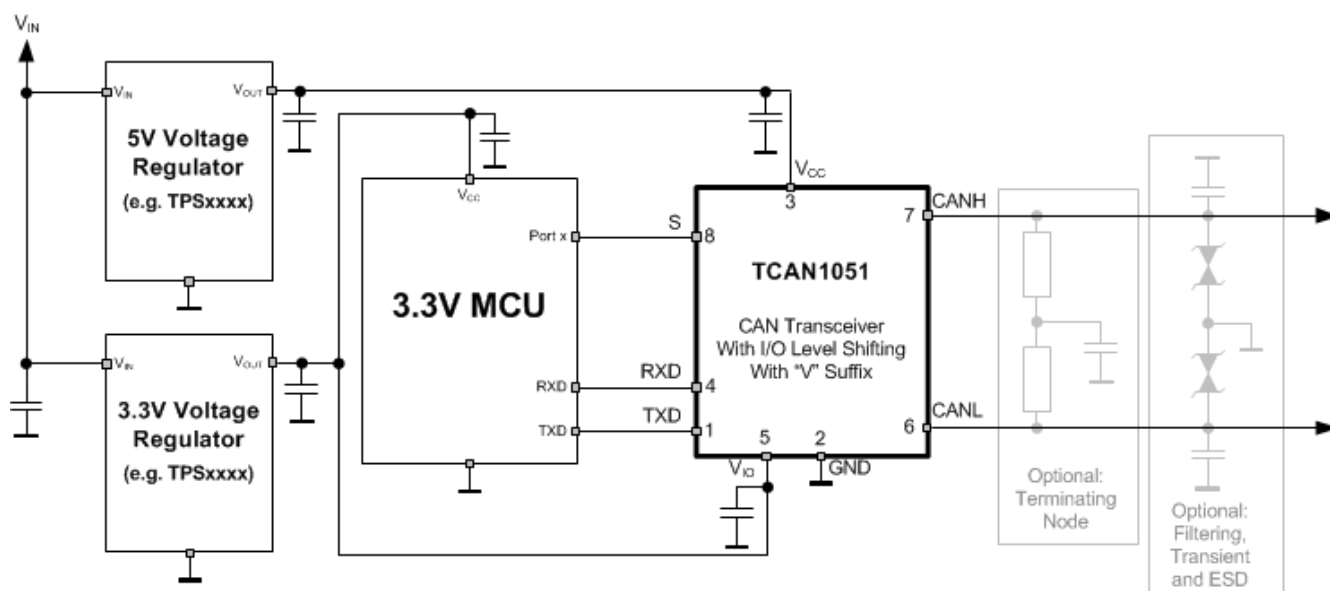 VIN
VIN
VOUT
5V Voltage
Regulator
(e.g. TPSxxxx)
VIN
VOUT
3.3V Voltage
Regulator
(e.g. TPSxxxx)
VCC
Port x
3.3V MCU
RXD
TXD
S
RXD
TXD
VCC
3
8
7
TCAN1051
CAN Transceiver
With I/O Level Shifting
With "V" Suffix
4
1
5
2
6
VIO
GND
CANH
CANL
Optional:
Terminating
Node
Optional:
Filtering,
Transient
and ESD